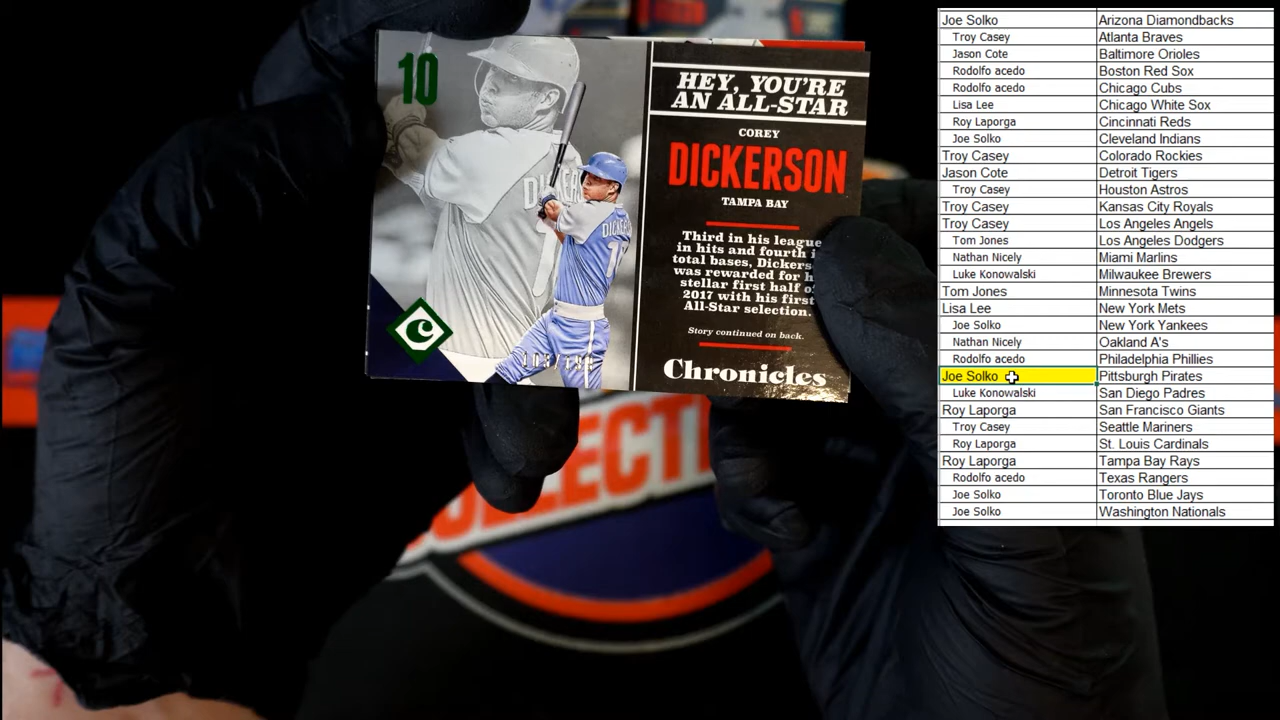 10
HEY, YOU'RE
AN ALL-STAR
COREY
DICKERSON
TAMPA BAY
Third in his league
in hits and fourth
total bases,
was rewarded for
stellar first half
2017 with his first
All-Star selection.
Story continued on back.
Chronicles
Joe Solko Arizona Diamondbacks
Troy Casey Atlanta Braves
Jason Cote Baltimore Orioles
Rodolfo acedo Boston Red Sox
Rodolfo acedo Chicago Cubs
Lisa Lee Chicago White Sox
Roy Laporga Cincinnati Reds
Joe Solko Cleveland Indians
Troy Casey Colorado Rockies
Jason Cote Detroit Tigers
Troy Casey Houston Astros
Troy Casey Kansas City Royals
Troy Casey Los Angeles Angels
Tom Jones Los Angeles Dodgers
Nathan Nicely Miami Marlins
Luke Konowalski Milwaukee Brewers
Tom Jones Minnesota Twins
Lisa Lee New York Mets
Joe Solko New York Yankees
Nathan Nicely Oakland A's
Rodolfo acedo Philadelphia Phillies
Joe Solko Pittsburgh Pirates
Luke Konowalski San Diego Padres
Roy Laporga San Francisco Giants
Troy Casey Seattle Mariners
Roy Laporga St. Louis Cardinals
Roy Laporga Tampa Bay Rays
Rodolfo acedo Texas Rangers
Joe Solko Toronto Blue Jays
Joe Solko Washington Nationals